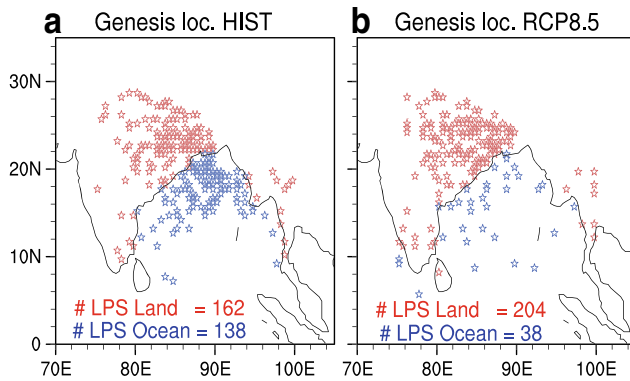 a Genesis loc. HIST
b Genesis loc. RCP8.5
30N
20N
10N
0
# LPS Land = 162
# LPS Ocean = 138
# LPS Land = 204
# LPS Ocean = 38
70E 80E 90E 100E
70E 80E 90E 100E